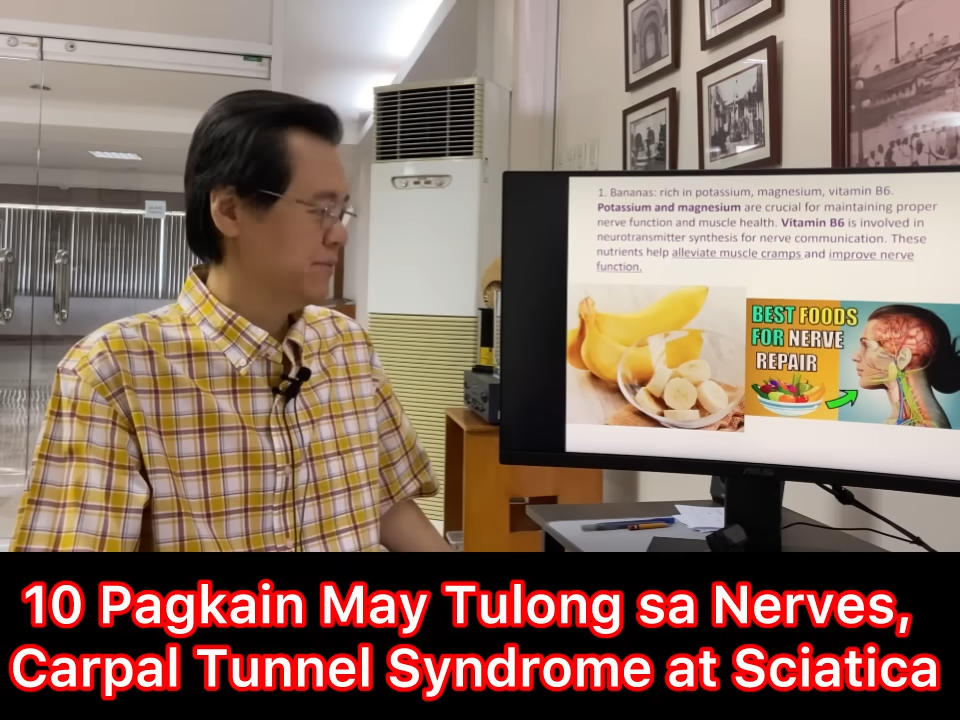 1. Bananas: rich in potassium, magnesium, vitamin B6.
Potassium and magnesium are crucial for maintaining proper
nerve function and muscle health. Vitamin B6 is involved in
neurotransmitter synthesis for nerve communication. These
nutrients help alleviate muscle cramps and improve nerve
function.
BEST FOODS
FOR NERVE
REPAIR
10 Pagkain May Tulong sa Nerves,
Carpal Tunnel Syndrome at Sciatica